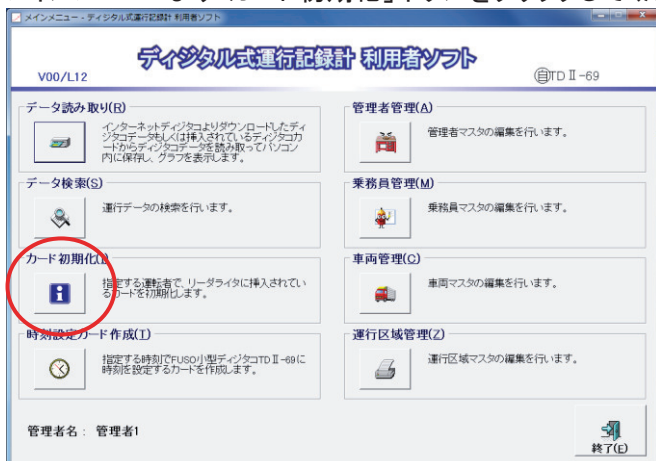 メインメニュー - ディジタル式運行記録計 利用者ソフト
ディジタル式運行記録計 利用者ソフト
V00/L12
自TDⅡ-69
データ読み取り(R)
インターネットディジタコよりダウンロードしたディ
ジタコデータもしくは挿入されているディジタコカ
ードからディジタコデータを読み取ってパソコン
内に保存し、グラフを表示します。
データ検索(S)
運行データの検索を行います。
カード初期化(I)
指定する運転者で、リーダライタに挿入されてい
るカードを初期化します。
時刻設定カード作成(T)
指定する時刻でFUSO小型ディジタコTDⅡ-69に
時刻を設定するカードを作成します。
管理者管理(A)
管理者マスタの編集を行います。
乗務員管理(M)
乗務員マスタの編集を行います。
車両管理(C)
車両マスタの編集を行います。
運行区域管理(Z)
運行区域マスタの編集を行います。
管理者名: 管理者1
終了(E)